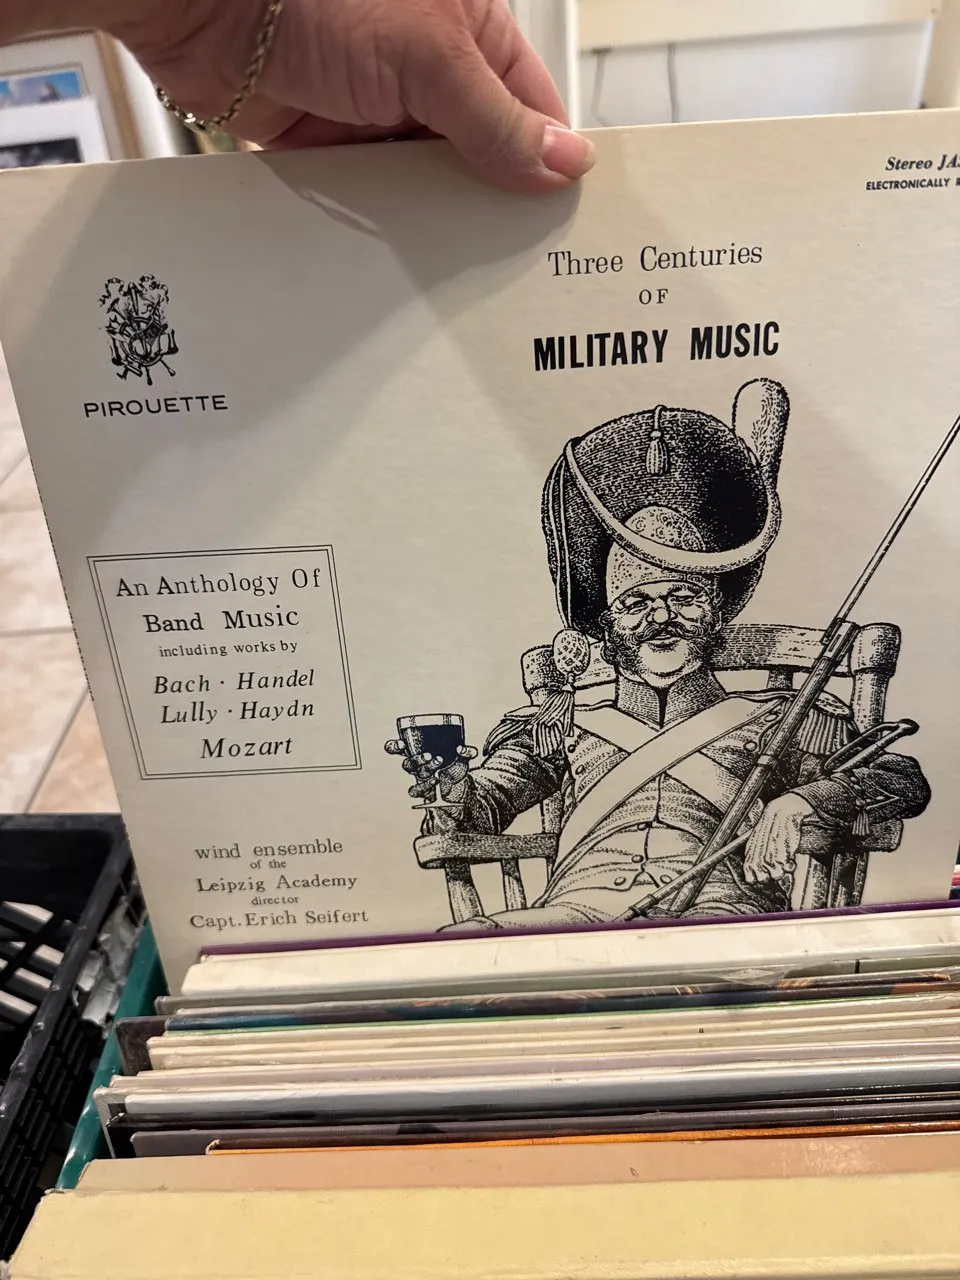 Stereo
ELECTRONICALLY
Three Centuries
OF
MILITARY MUSIC
PIROUETTE
An Anthology Of
Band Music
including works by
Bach · Handel
Lully · Haydn
Mozart
wind ensemble
of the
Leipzig Academy
director
Capt. Erich Seifert